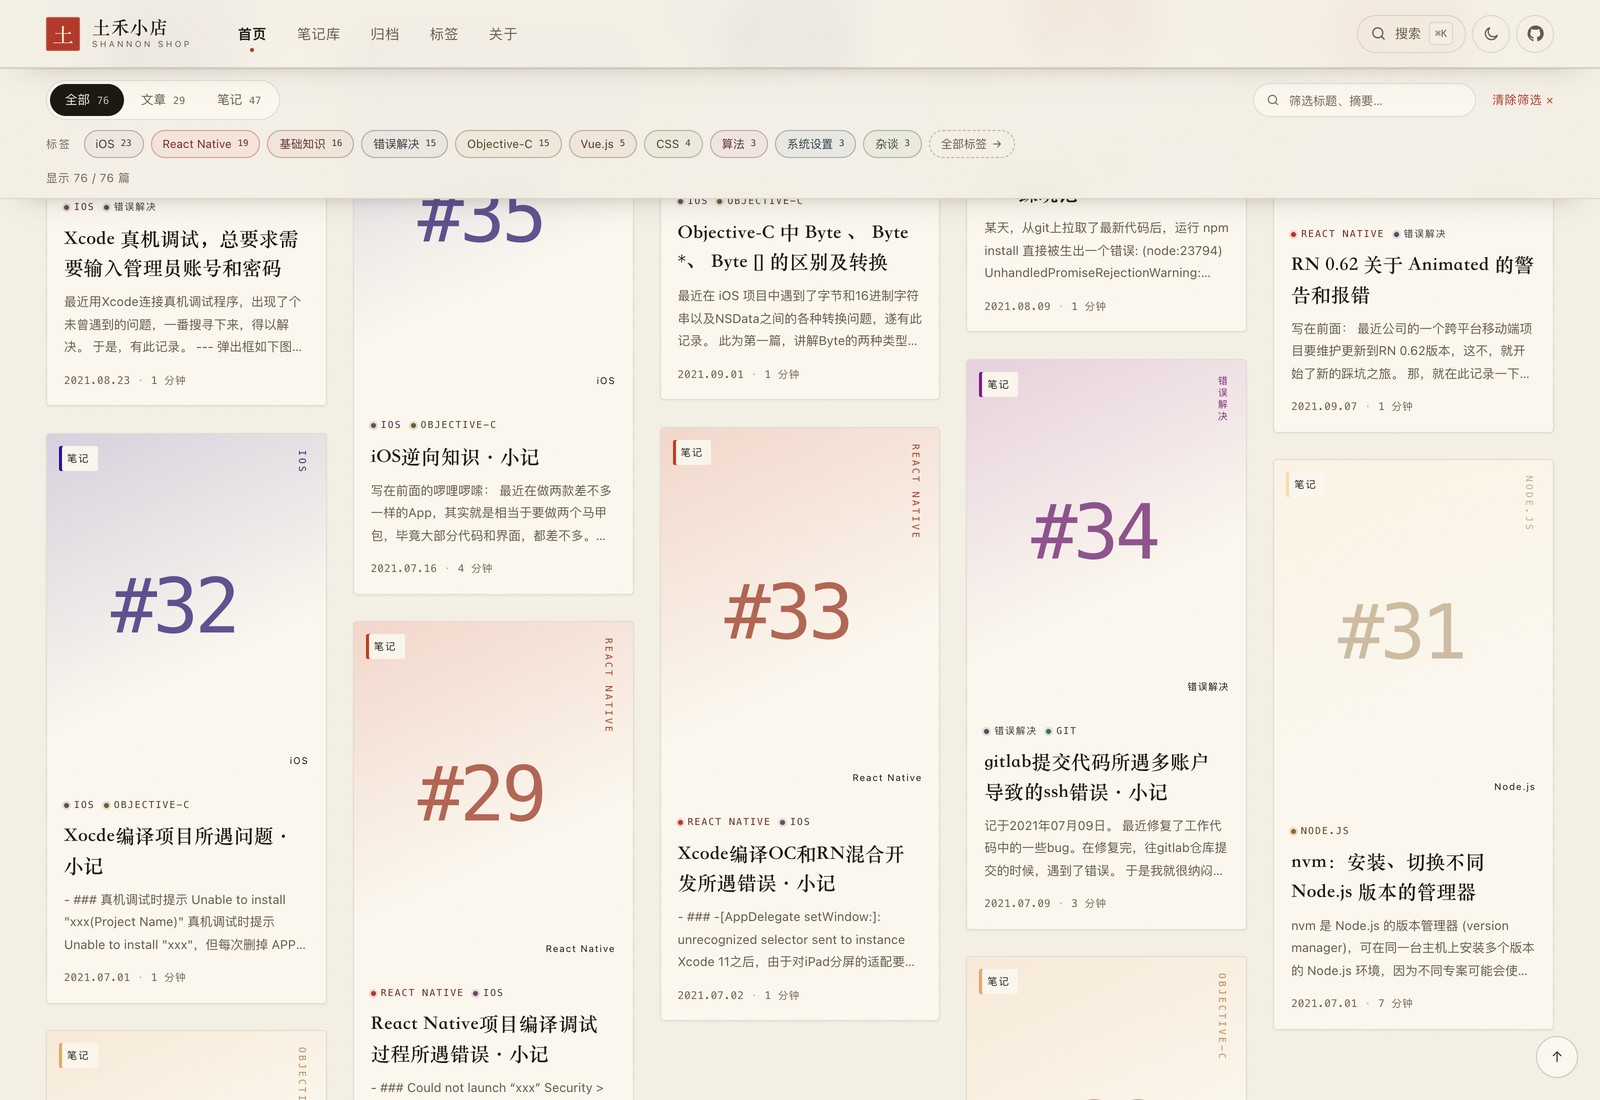 土
土禾小店
SHANNON SHOP
首页
笔记库
归档
标签
关于
搜索 ⌘K
全部 76
文章 29
笔记 47
筛选标题、摘要...
清除筛选 ×
标签
iOS 23
React Native 19
基础知识 16
错误解决 15
Objective-C 15
Vue.js 5
CSS 4
算法 3
系统设置 3
杂谈 3
全部标签 →
显示 76 / 76 篇
IOS 错误解决
Xcode 真机调试，总要求需
要输入管理员账号和密码
最近用Xcode连接真机调试程序，出现了个
未曾遇到的问题，一番搜寻下来，得以解
决。 于是，有此记录。 --- 弹出框如下图...
2021.08.23 · 1 分钟
笔记
IOS
#32
iOS
IOS OBJECTIVE-C
Xocde编译项目所遇问题 ·
小记
- ### 真机调试时提示 Unable to install
"xxx(Project Name)" 真机调试时提示
Unable to install "xxx"，但每次删掉 APP...
2021.07.01 · 1 分钟
笔记
#35
iOS
IOS OBJECTIVE-C
iOS逆向知识 · 小记
写在前面的啰哩啰嗦： 最近在做两款差不多
一样的App，其实就是相当于要做两个马甲
包，毕竟大部分代码和界面，都差不多。...
2021.07.16 · 4 分钟
笔记
REACT NATIVE
#29
React Native
REACT NATIVE IOS
React Native项目编译调试
过程所遇错误 · 小记
- ### Could not launch “xxx” Security >
IOS OBJECTIVE-C
Objective-C 中 Byte 、 Byte
*、 Byte [] 的区别及转换
最近在 iOS 项目中遇到了字节和16进制字符
串以及NSData之间的各种转换问题，遂有此
记录。 此为第一篇，讲解Byte的两种类型...
2021.09.01 · 1 分钟
笔记
REACT NATIVE
#33
React Native
REACT NATIVE IOS
Xcode编译OC和RN混合开
发所遇错误 · 小记
- ### -[AppDelegate setWindow:]:
unrecognized selector sent to instance
Xcode 11之后，由于对iPad分屏的适配要...
2021.07.02 · 1 分钟
某天，从git上拉取了最新代码后，运行 npm
install 直接被生出一个错误: (node:23794)
UnhandledPromiseRejectionWarning:...
2021.08.09 · 1 分钟
笔记
错误解决
#34
错误解决
错误解决 GIT
gitlab提交代码所遇多账户
导致的ssh错误 · 小记
记于2021年07月09日。 最近修复了工作代
码中的一些bug。在修复完，往gitlab仓库提
交的时候，遇到了错误。 于是我就很纳闷...
2021.07.09 · 3 分钟
笔记
OBJECTIVE-C
REACT NATIVE 错误解决
RN 0.62 关于 Animated 的警
告和报错
写在前面： 最近公司的一个跨平台移动端项
目要维护更新到RN 0.62版本，这不，就开
始了新的踩坑之旅。 那，就在此记录一下...
2021.09.07 · 1 分钟
笔记
NODE.JS
#31
Node.js
NODE.JS
nvm：安装、切换不同
Node.js 版本的管理器
nvm 是 Node.js 的版本管理器 (version
manager)，可在同一台主机上安装多个版本
的 Node.js 环境，因为不同专案可能会使...
2021.07.01 · 7 分钟